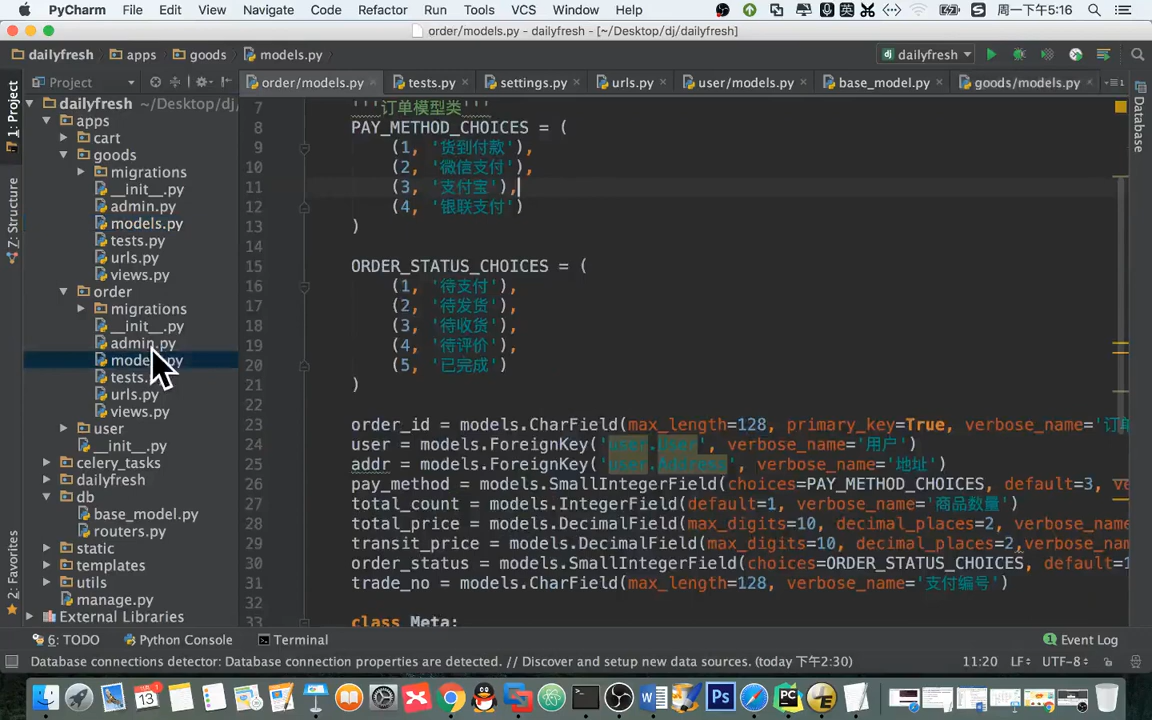 PyCharm File Edit View Navigate Code Refactor Run Tools VCS Window Help 英 周一下午5:16
order/models.py - dailyfresh - [~/Desktop/dj/dailyfresh]
dailyfresh apps goods models.py dailyfresh
Project order/models.py tests.py settings.py urls.py user/models.py base_model.py goods/models.py
1: Project
7: Structure
2: Favorites
Database
dailyfresh ~/Desktop/dj/
apps
cart
goods
migrations
__init__.py
admin.py
models.py
tests.py
urls.py
views.py
order
migrations
__init__.py
admin.py
models.py
tests.
urls.py
views.py
user
__init__.py
celery_tasks
dailyfresh
db
base_model.py
routers.py
static
templates
utils
manage.py
External Libraries
7 '''订单模型类'''
8 PAY_METHOD_CHOICES = (
9 (1, '货到付款'),
10 (2, '微信支付'),
11 (3, '支付宝'),
12 (4, '银联支付')
13 )
14
15 ORDER_STATUS_CHOICES = (
16 (1, '待支付'),
17 (2, '待发货'),
18 (3, '待收货'),
19 (4, '待评价'),
20 (5, '已完成')
21 )
22
23 order_id = models.CharField(max_length=128, primary_key=True, verbose_name='订单
24 user = models.ForeignKey('user.User', verbose_name='用户')
25 addr = models.ForeignKey('user.Address', verbose_name='地址')
26 pay_method = models.SmallIntegerField(choices=PAY_METHOD_CHOICES, default=3, ve
27 total_count = models.IntegerField(default=1, verbose_name='商品数量')
28 total_price = models.DecimalField(max_digits=10, decimal_places=2, verbose_name
29 transit_price = models.DecimalField(max_digits=10, decimal_places=2,verbose_nam
30 order_status = models.SmallIntegerField(choices=ORDER_STATUS_CHOICES, default=1
31 trade_no = models.CharField(max_length=128, verbose_name='支付编号')
32
33 class Meta:
6: TODO Python Console Terminal 1 Event Log
Database connections detector: Database connection properties are detected. // Discover and setup new data sources. (today 下午2:30) 11:20 LF÷ UTF-8÷
13 W Ps PC